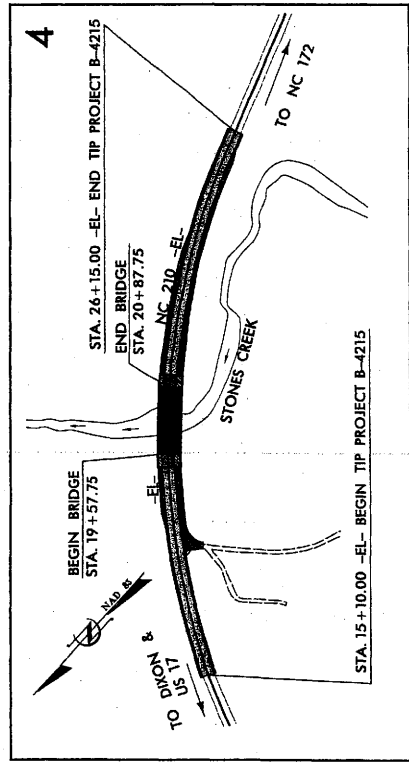 4
STA. 26+15.00 -EL- END TIP PROJECT B-4215
END BRIDGE
STA. 20+87.75
BEGIN BRIDGE
STA. 19+57.75
NAD 83
-EL-
NC 210 -EL-
STONES CREEK
TO DIXON &
US 17
TO NC 172
STA. 15+10.00 -EL- BEGIN TIP PROJECT B-4215